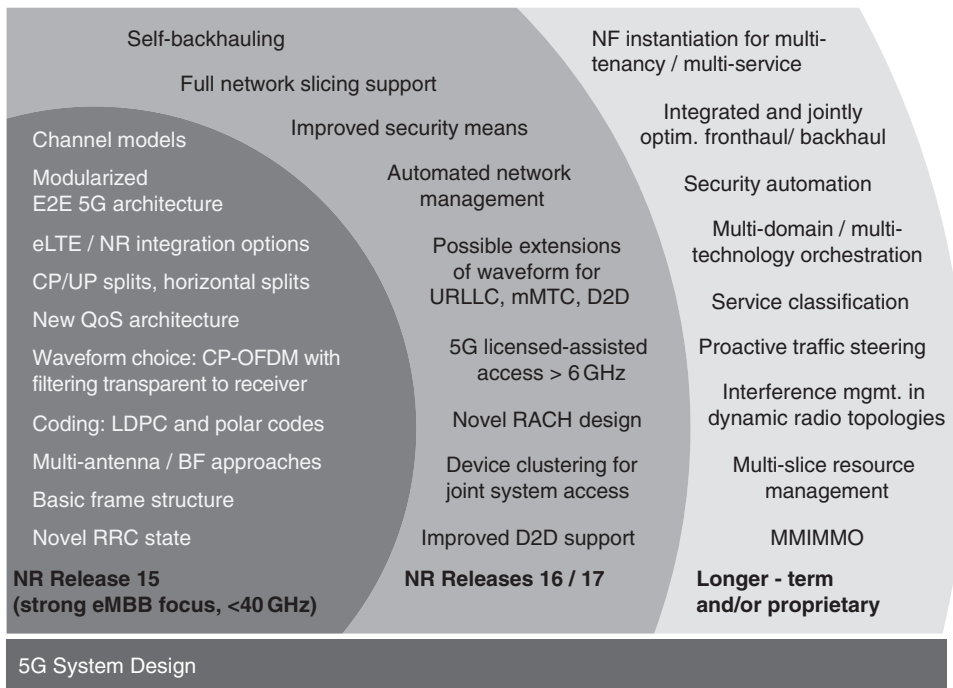 Channel models
Modularized
E2E 5G architecture
eLTE / NR integration options
CP/UP splits, horizontal splits
New QoS architecture
Waveform choice: CP-OFDM with
filtering transparent to receiver
Coding: LDPC and polar codes
Multi-antenna / BF approaches
Basic frame structure
Novel RRC state
NR Release 15
(strong eMBB focus, <40 GHz)
Self-backhauling
Full network slicing support
Improved security means
Automated network
management
Possible extensions
of waveform for
URLLC, mMTC, D2D
5G licensed-assisted
access > 6 GHz
Novel RACH design
Device clustering for
joint system access
Improved D2D support
NR Releases 16 / 17
NF instantiation for multi-
tenancy / multi-service
Integrated and jointly
optim. fronthaul/ backhaul
Security automation
Multi-domain / multi-
technology orchestration
Service classification
Proactive traffic steering
Interference mgmt. in
dynamic radio topologies
Multi-slice resource
management
MMIMMO
Longer - term
and/or proprietary
5G System Design